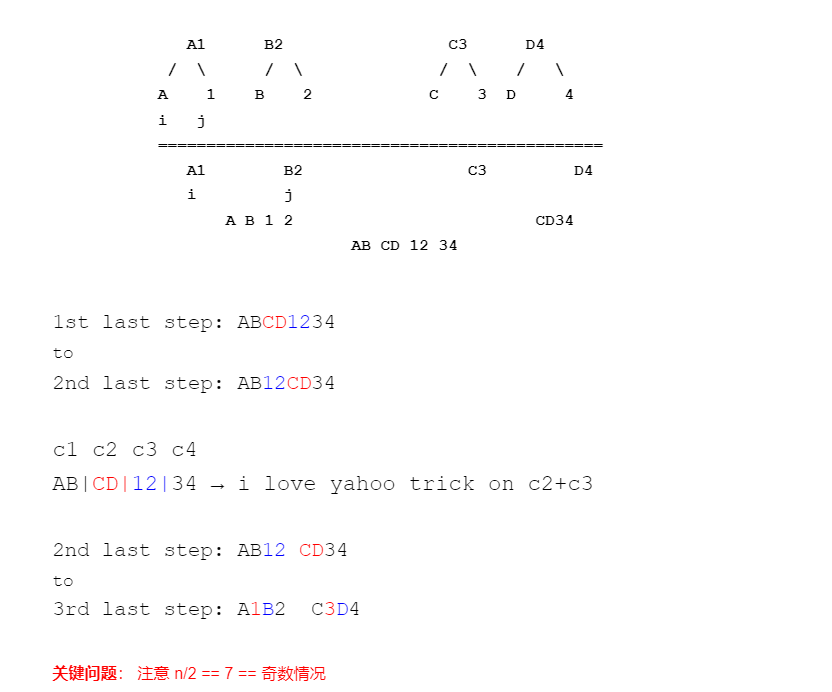 A1 B2 C3 D4
/ \ / \ / \ / \
A 1 B 2 C 3 D 4
i j
==============================================
A1 B2 C3 D4
i j
A B 1 2 CD34
AB CD 12 34
1st last step: ABCD1234
to
2nd last step: AB12CD34
c1 c2 c3 c4
AB|CD|12|34 → i love yahoo trick on c2+c3
2nd last step: AB12 CD34
to
3rd last step: A1B2 C3D4
关键问题： 注意 n/2 == 7 == 奇数情况